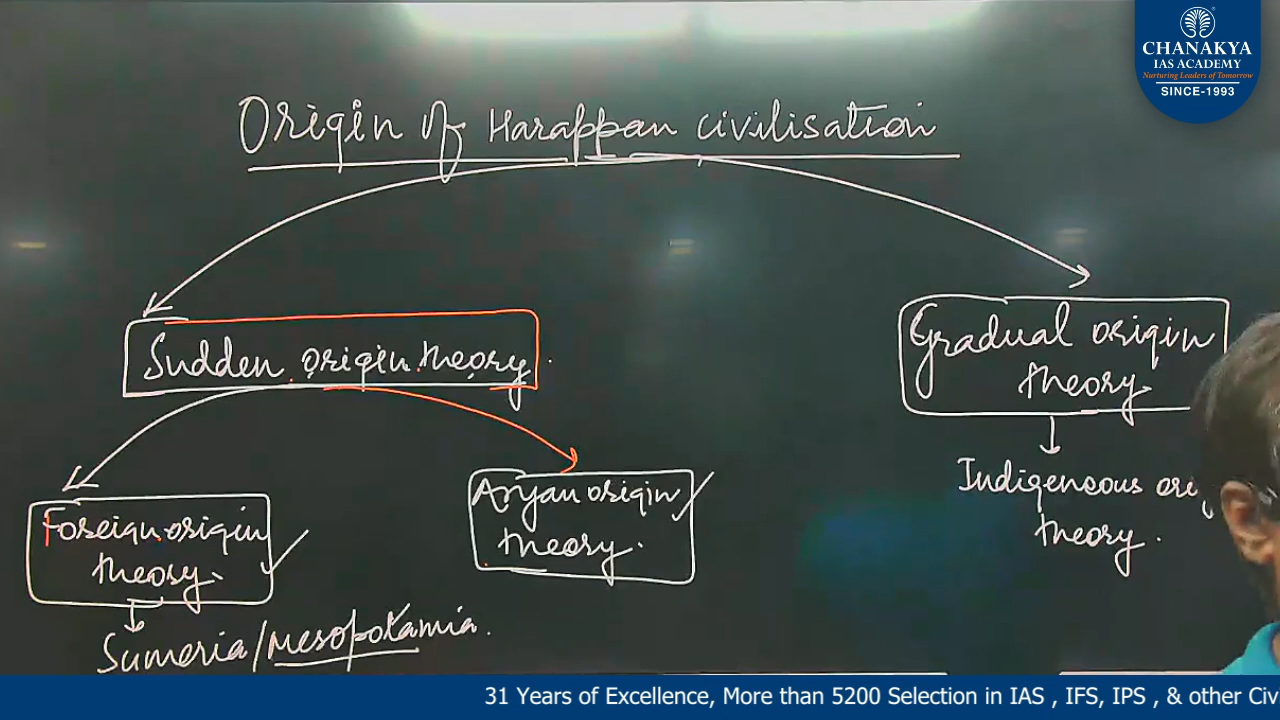 CHANAKYA
IAS ACADEMY
Nurturing Leaders of Tomorrow
SINCE-1993
Origin of Harappan civilisation
Sudden origin theory.
Gradual origin
theory.
Foreign origin
theory.
Aryan origin
theory.
Indigeneous ori
theory.
Sumeria/mesopotamia.
31 Years of Excellence, More than 5200 Selection in IAS , IFS, IPS , & other Civ